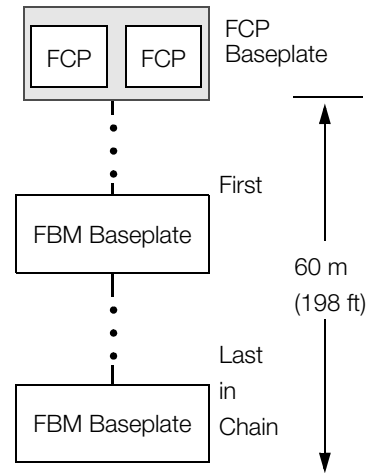 FCP
Baseplate
FCP FCP
First
FBM Baseplate
60 m
(198 ft)
Last
in
Chain
FBM Baseplate